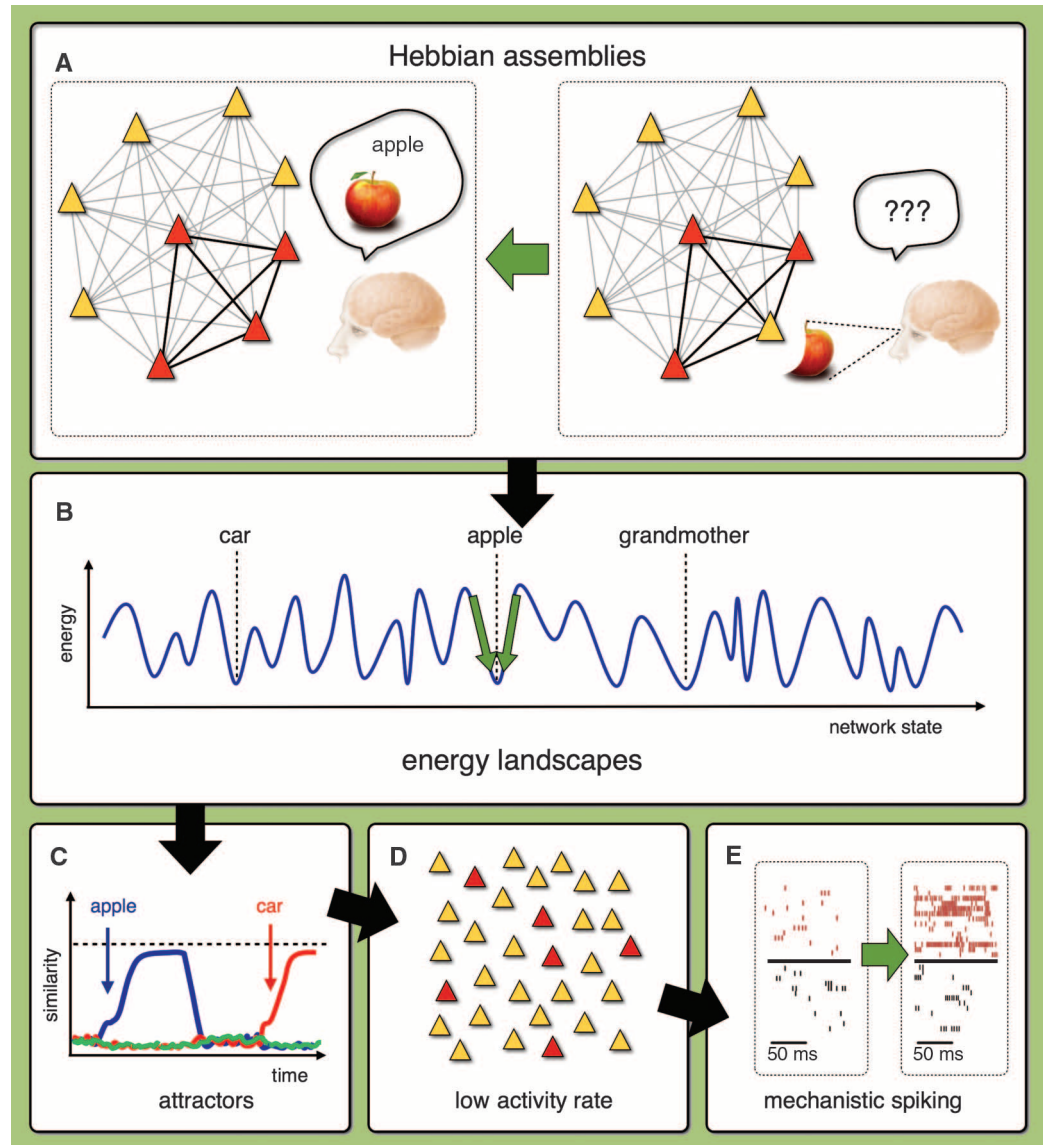 A
Hebbian assemblies
apple
???
B
car
apple
grandmother
energy
network state
energy landscapes
C
apple
car
similarity
time
attractors
D
low activity rate
E
50 ms
50 ms
mechanistic spiking